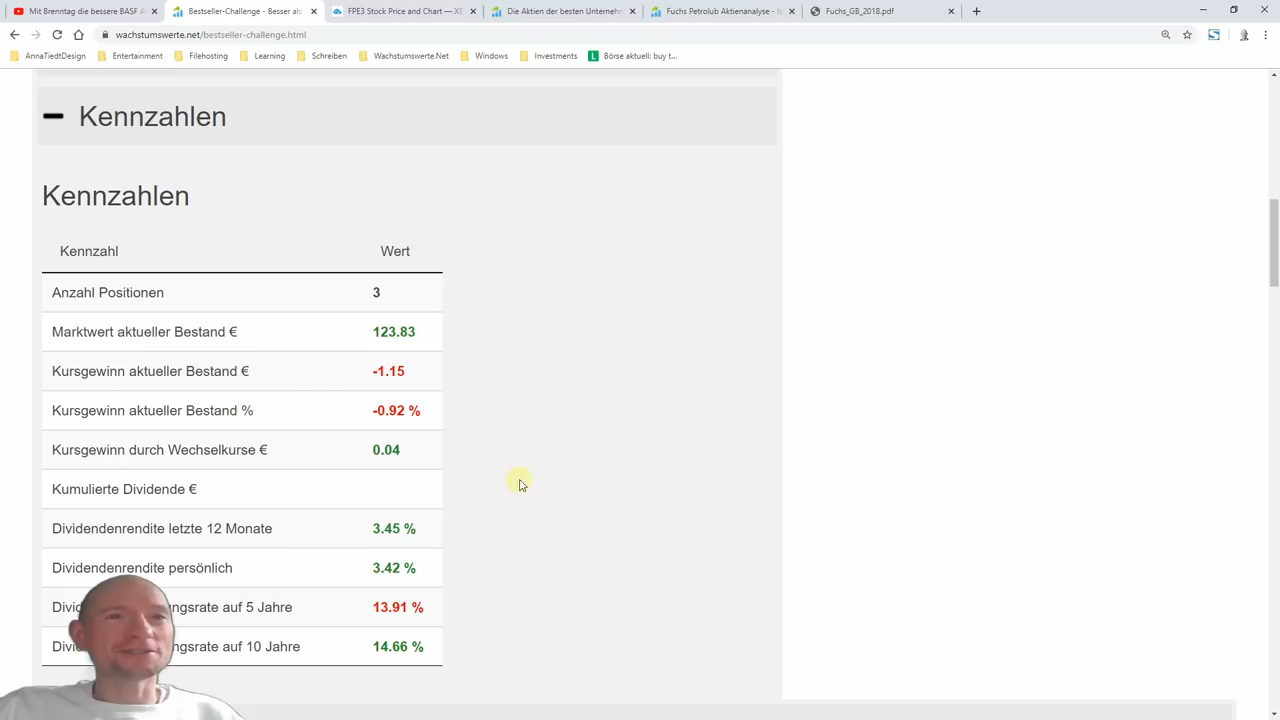 Mit Brenntag die bessere BASF A
Bestseller-Challenge - Besser als
FPE3 Stock Price and Chart — XE
Die Aktien der besten Unternehm
Fuchs Petrolub Aktienanalyse -
Fuchs_GB_2018.pdf
wachstumswerte.net/bestseller-challenge.html
AnnaTiedtDesign
Entertainment
Filehosting
Learning
Schreiben
Wachstumswerte.Net
Windows
Investments
L Börse aktuell: buy t...
Kennzahlen
Kennzahlen
Kennzahl Wert
Anzahl Positionen 3
Marktwert aktueller Bestand € 123.83
Kursgewinn aktueller Bestand € -1.15
Kursgewinn aktueller Bestand % -0.92 %
Kursgewinn durch Wechselkurse € 0.04
Kumulierte Dividende €
Dividendenrendite letzte 12 Monate 3.45 %
Dividendenrendite persönlich 3.42 %
Divid ngsrate auf 5 Jahre 13.91 %
Divi ngsrate auf 10 Jahre 14.66 %